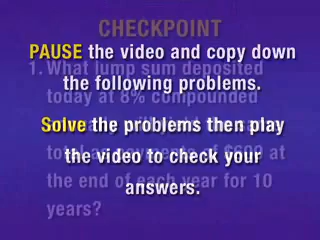 CHECKPOINT
PAUSE the video and copy down
1. What lump sum deposited
the following problems.
today at 8% compounded
Solve the problems then play
the video to check your
total as payments of $600 at
the end of each year for 10
answers.
years?